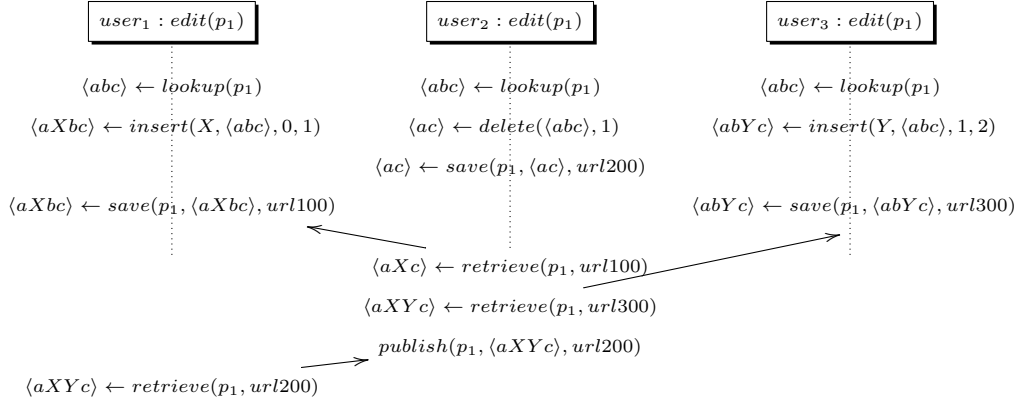 user₁ : edit(p₁) user₂ : edit(p₁) user₃ : edit(p₁)
⟨abc⟩ ← lookup(p₁) ⟨abc⟩ ← lookup(p₁) ⟨abc⟩ ← lookup(p₁)
⟨aXbc⟩ ← insert(X, ⟨abc⟩, 0, 1) ⟨ac⟩ ← delete(⟨abc⟩, 1) ⟨abYc⟩ ← insert(Y, ⟨abc⟩, 1, 2)
⟨ac⟩ ← save(p₁, ⟨ac⟩, url200)
⟨aXbc⟩ ← save(p₁, ⟨aXbc⟩, url100) ⟨abYc⟩ ← save(p₁, ⟨abYc⟩, url300)
⟨aXc⟩ ← retrieve(p₁, url100)
⟨aXYc⟩ ← retrieve(p₁, url300)
publish(p₁, ⟨aXYc⟩, url200)
⟨aXYc⟩ ← retrieve(p₁, url200)